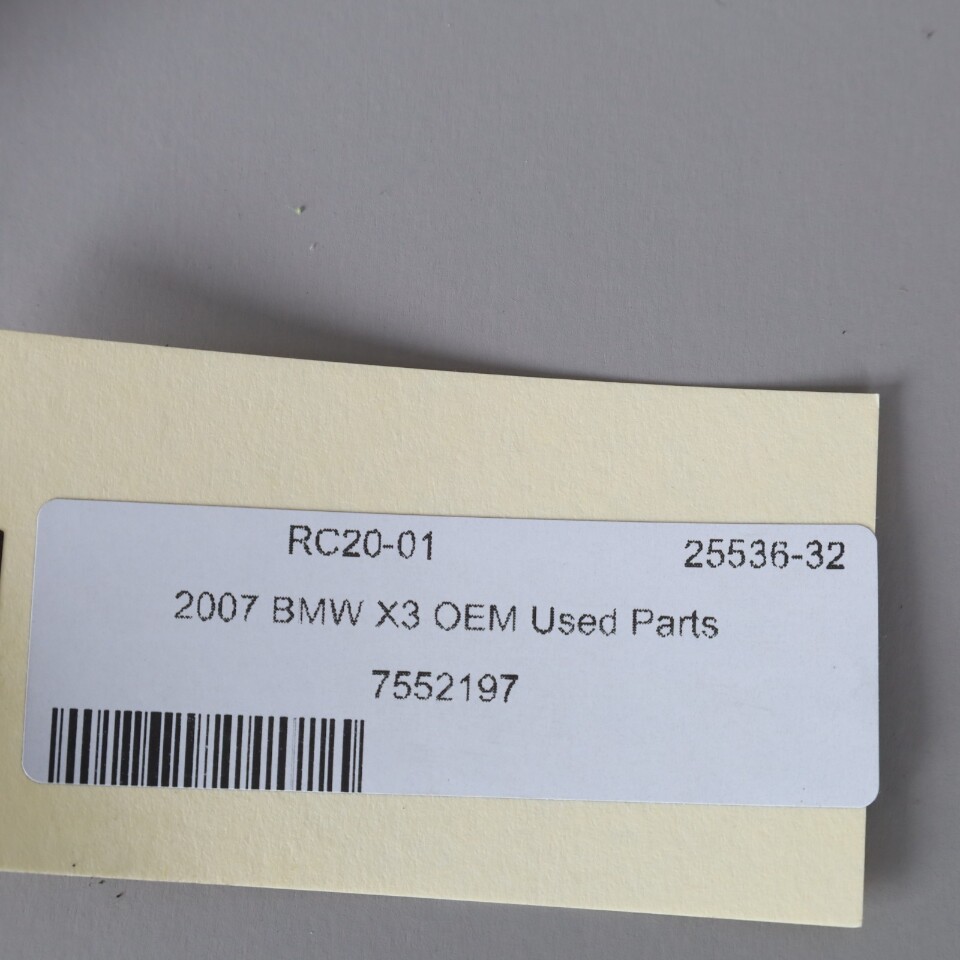 RC20-01 25536-32
2007 BMW X3 OEM Used Parts
7552197